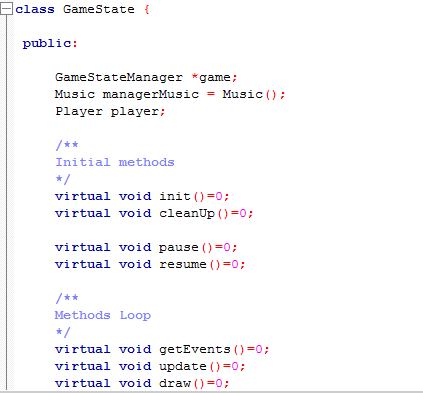 class GameState {
public:
GameStateManager *game;
Music managerMusic = Music();
Player player;
/**
Initial methods
*/
virtual void init()=0;
virtual void cleanUp()=0;
virtual void pause()=0;
virtual void resume()=0;
/**
Methods Loop
*/
virtual void getEvents()=0;
virtual void update()=0;
virtual void draw()=0;